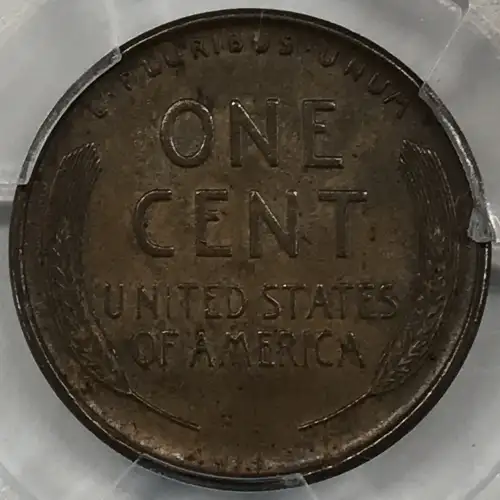 E·PLURIBUS·UNUM
ONE
CENT
UNITED STATES
OF AMERICA